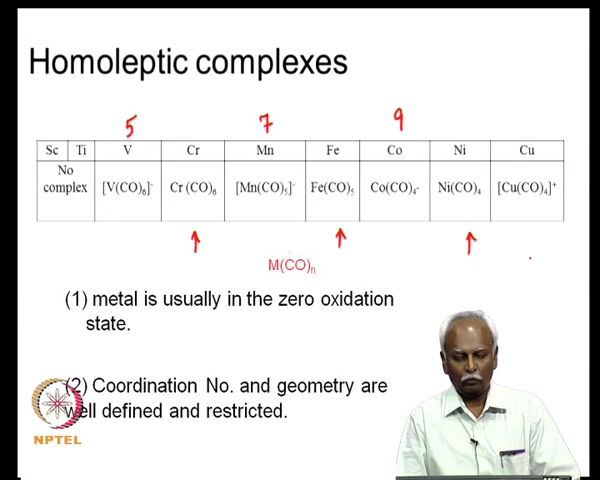 Homoleptic complexes
5 7 9
Sc Ti V Cr Mn Fe Co Ni Cu
No complex [V(CO)₆]⁻ Cr (CO)₆ [Mn(CO)₅]⁻ Fe(CO)₅ Co(CO)₄⁻ Ni(CO)₄ [Cu(CO)₄]⁺
M(CO)ₙ
(1) metal is usually in the zero oxidation
state.
(2) Coordination No. and geometry are
well defined and restricted.
NPTEL